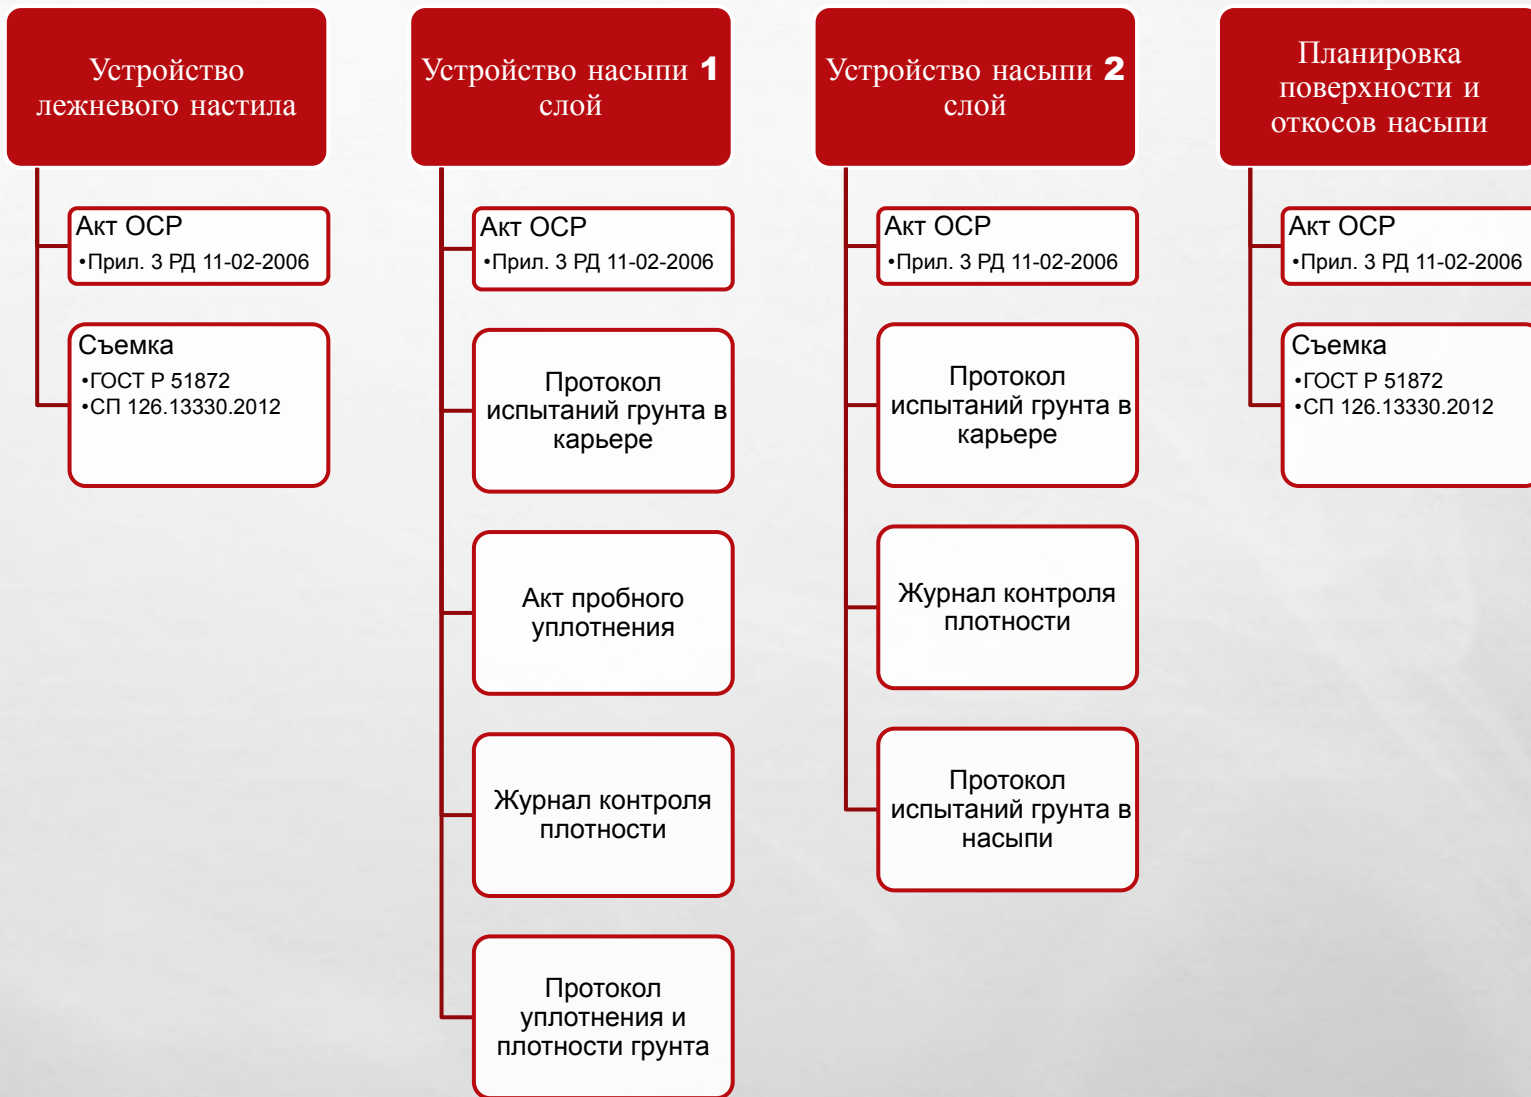 Устройство
лежневого настила
Акт ОСР
•Прил. 3 РД 11-02-2006
Съемка
•ГОСТ Р 51872
•СП 126.13330.2012
Устройство насыпи 1
слой
Акт ОСР
•Прил. 3 РД 11-02-2006
Протокол
испытаний грунта в
карьере
Акт пробного
уплотнения
Журнал контроля
плотности
Протокол
уплотнения и
плотности грунта
Устройство насыпи 2
слой
Акт ОСР
•Прил. 3 РД 11-02-2006
Протокол
испытаний грунта в
карьере
Журнал контроля
плотности
Протокол
испытаний грунта в
насыпи
Планировка
поверхности и
откосов насыпи
Акт ОСР
•Прил. 3 РД 11-02-2006
Съемка
•ГОСТ Р 51872
•СП 126.13330.2012